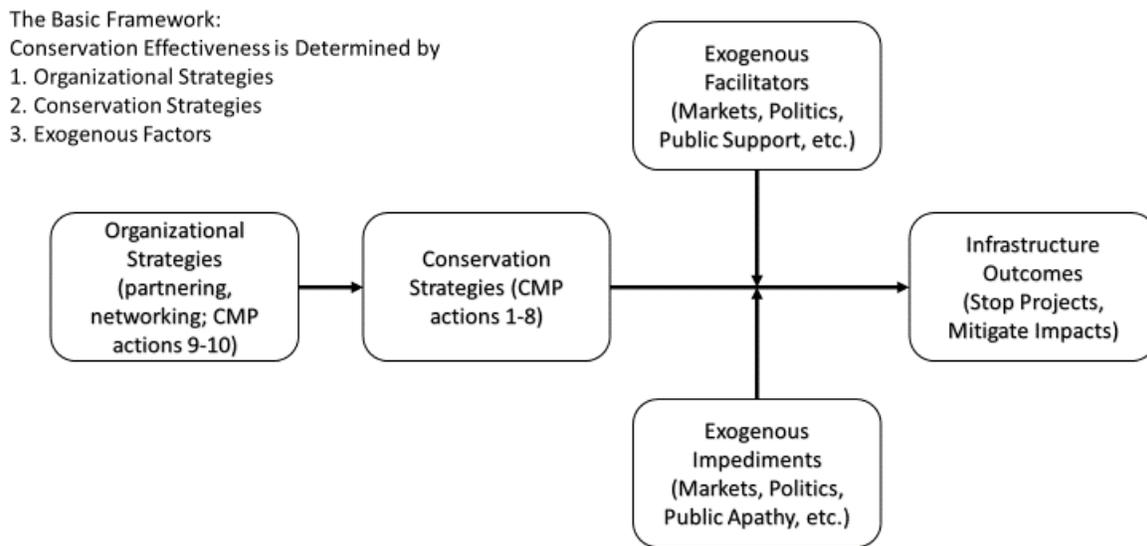 The Basic Framework:
Conservation Effectiveness is Determined by
1. Organizational Strategies
2. Conservation Strategies
3. Exogenous Factors
Exogenous
Facilitators
(Markets, Politics,
Public Support, etc.)
Organizational
Strategies
(partnering,
networking; CMP
actions 9-10)
Conservation
Strategies (CMP
actions 1-8)
Infrastructure
Outcomes
(Stop Projects,
Mitigate Impacts)
Exogenous
Impediments
(Markets, Politics,
Public Apathy, etc.)